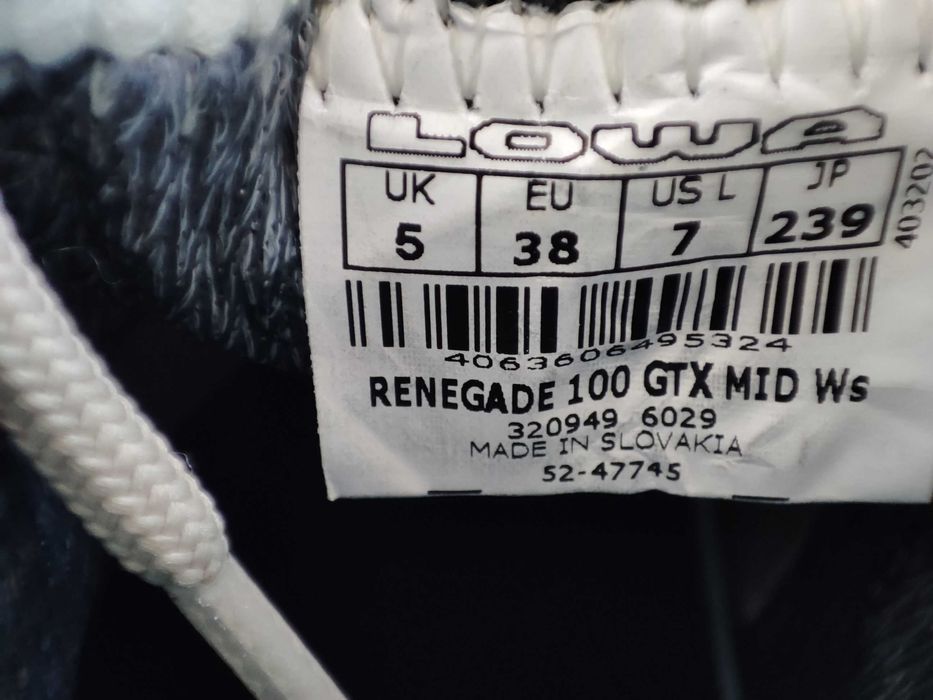 LOWA
UK EU US L JP
5 38 7 239
403202
4063606495324
RENEGADE 100 GTX MID Ws
320949 6029
MADE IN SLOVAKIA
52-47745